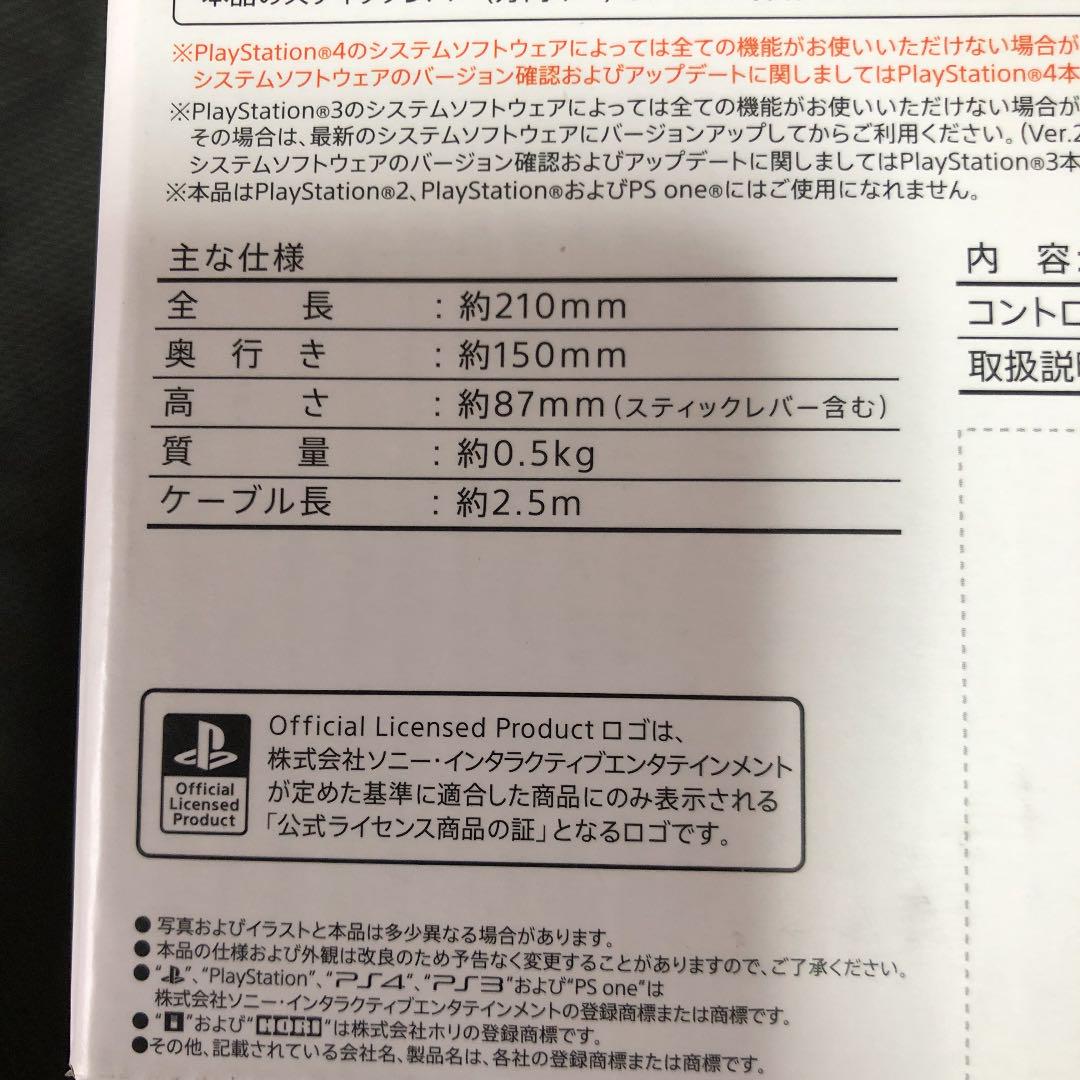 ※PlayStation®4のシステムソフトウェアによっては全ての機能がお使いいただけない場合が
システムソフトウェアのバージョン確認およびアップデートに関しましてはPlayStation®4本
※PlayStation®3のシステムソフトウェアによっては全ての機能がお使いいただけない場合が
その場合は、最新のシステムソフトウェアにバージョンアップしてからご利用ください。(Ver.2
システムソフトウェアのバージョン確認およびアップデートに関しましてはPlayStation®3本
※本品はPlayStation®2、PlayStation®およびPS one®にはご使用になれません。
主な仕様
全長 : 約210mm
奥行き : 約150mm
高さ : 約87mm(スティックレバー含む)
質量 : 約0.5kg
ケーブル長 : 約2.5m
内容
コントロ
取扱説
Official Licensed Product ロゴは、
株式会社ソニー・インタラクティブエンタテインメント
が定めた基準に適合した商品にのみ表示される
「公式ライセンス商品の証」となるロゴです。
Official
Licensed
Product
●写真およびイラストと本品は多少異なる場合があります。
●本品の仕様および外観は改良のため予告なく変更することがありますので、ご了承ください。
●“ ”、“PlayStation”、“PS4”、“PS3”および“PS one”は
株式会社ソニー・インタラクティブエンタテインメントの登録商標または商標です。
●“ ”および“HORI”は株式会社ホリの登録商標です。
●その他、記載されている会社名、製品名は、各社の登録商標または商標です。